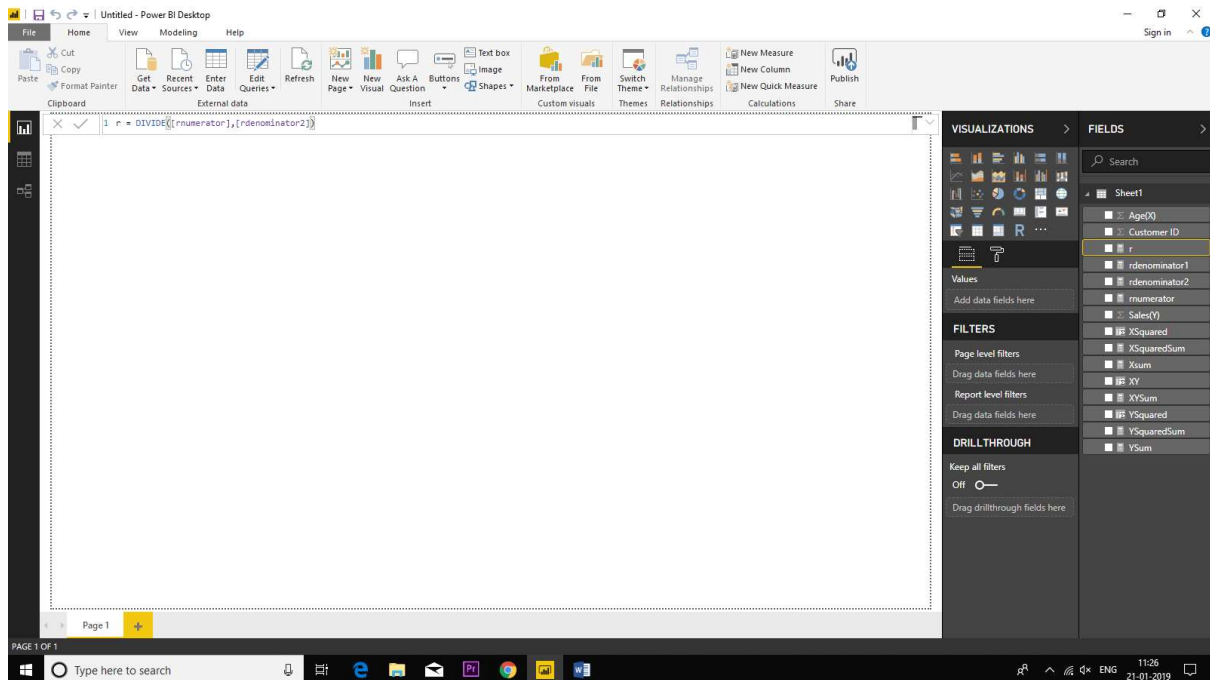 Untitled - Power BI Desktop
File Home View Modeling Help Sign in
Paste
Cut
Copy
Format Painter
Get Data
Recent Sources
Enter Data
Edit Queries
Refresh
New Page
New Visual
Ask A Question
Buttons
Text box
Image
Shapes
From Marketplace
From File
Switch Theme
Manage Relationships
New Measure
New Column
New Quick Measure
Publish
Clipboard External data Insert Custom visuals Themes Relationships Calculations Share
1 r = DIVIDE([rnumerator],[rdenominator2])
VISUALIZATIONS
R
Values
Add data fields here
FILTERS
Page level filters
Drag data fields here
Report level filters
Drag data fields here
DRILLTHROUGH
Keep all filters
Off
Drag drillthrough fields here
FIELDS
Search
Sheet1
Age(X)
Customer ID
r
rdenominator1
rdenominator2
rnumerator
Sales(Y)
XSquared
XSquaredSum
Xsum
XY
XYSum
YSquared
YSquaredSum
YSum
Page 1
PAGE 1 OF 1
Type here to search
Pr
ENG
11:26
21-01-2019